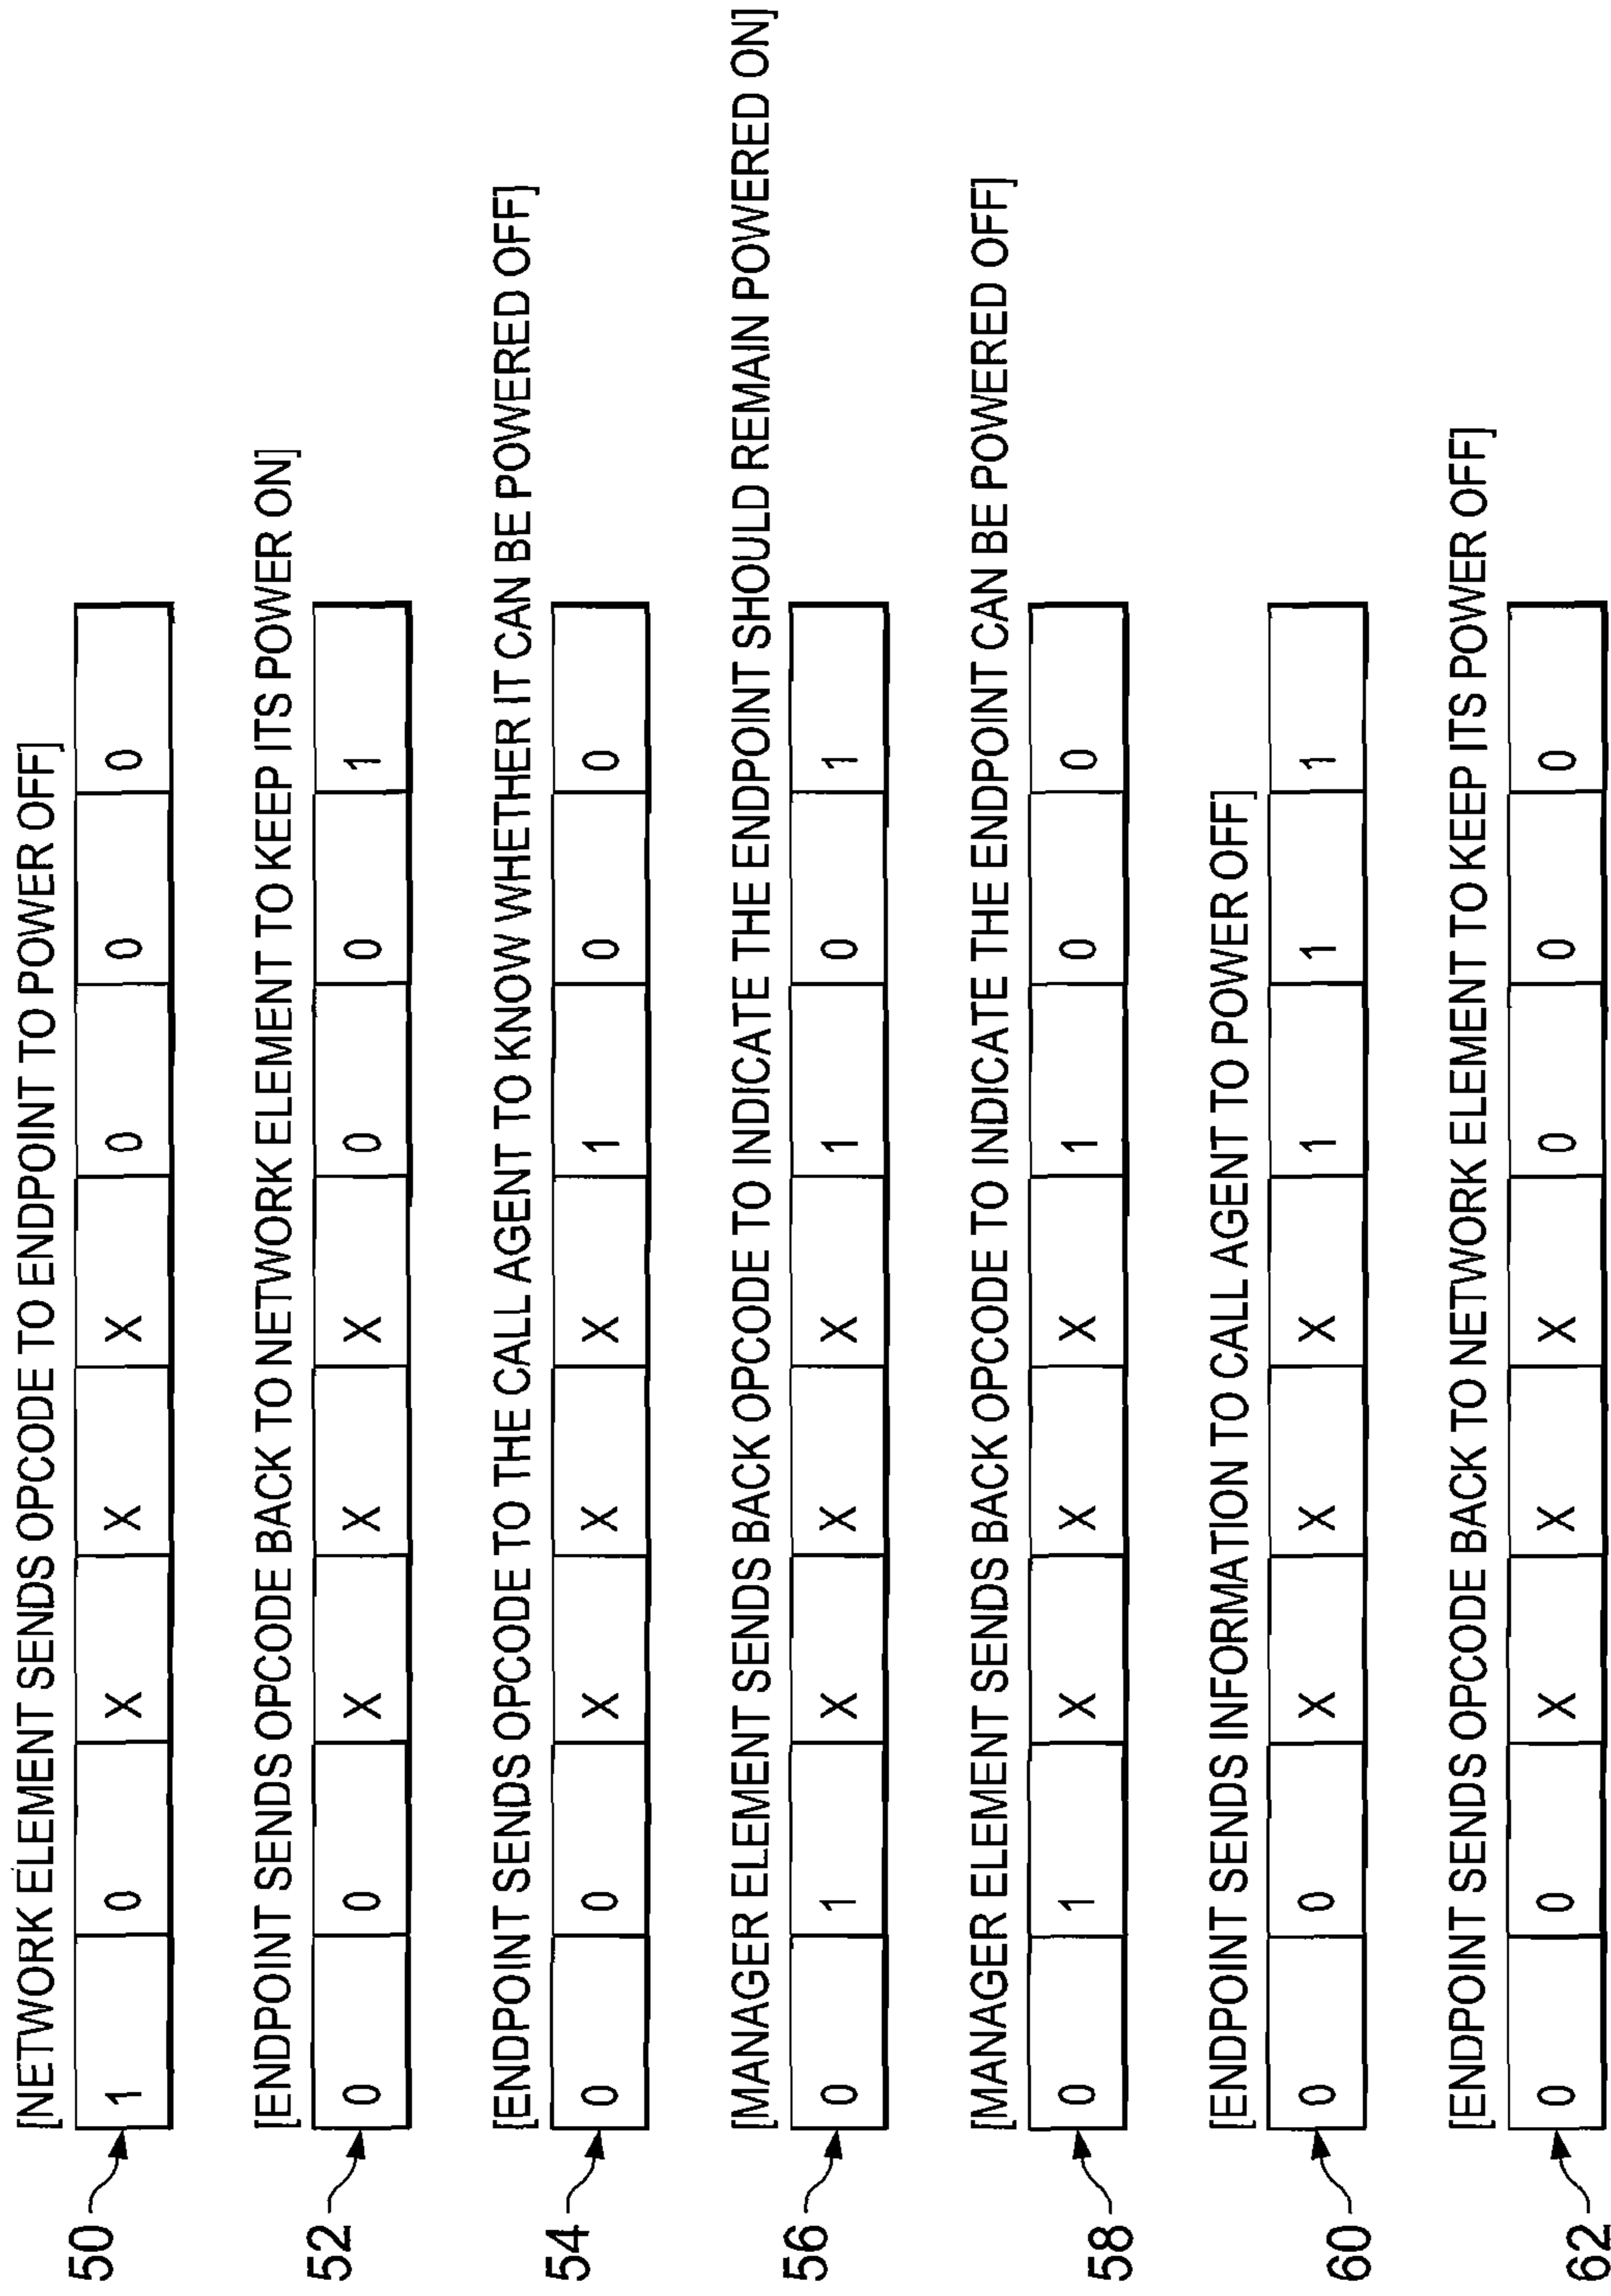 [NETWORK ELEMENT SENDS OPCODE TO ENDPOINT TO POWER OFF]
50 1 0 X X X 0 0 0
[ENDPOINT SENDS OPCODE BACK TO NETWORK ELEMENT TO KEEP ITS POWER ON]
52 0 0 X X X 0 0 1
[ENDPOINT SENDS OPCODE TO THE CALL AGENT TO KNOW WHETHER IT CAN BE POWERED OFF]
54 0 0 X X X 1 0 0
[MANAGER ELEMENT SENDS BACK OPCODE TO INDICATE THE ENDPOINT SHOULD REMAIN POWERED ON]
56 0 1 X X X 1 0 1
[MANAGER ELEMENT SENDS BACK OPCODE TO INDICATE THE ENDPOINT CAN BE POWERED OFF]
58 0 1 X X X 1 0 0
[ENDPOINT SENDS INFORMATION TO CALL AGENT TO POWER OFF]
60 0 0 X X X 1 1 1
[ENDPOINT SENDS OPCODE BACK TO NETWORK ELEMENT TO KEEP ITS POWER OFF]
62 0 0 X X X 0 0 0